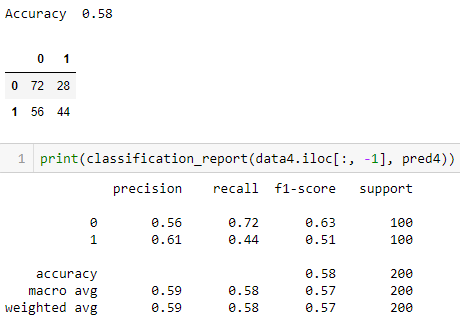 Accuracy 0.58
0 1
0 72 28
1 56 44
1 print(classification_report(data4.iloc[:, -1], pred4))
precision recall f1-score support
0 0.56 0.72 0.63 100
1 0.61 0.44 0.51 100
accuracy 0.58 200
macro avg 0.59 0.58 0.57 200
weighted avg 0.59 0.58 0.57 200